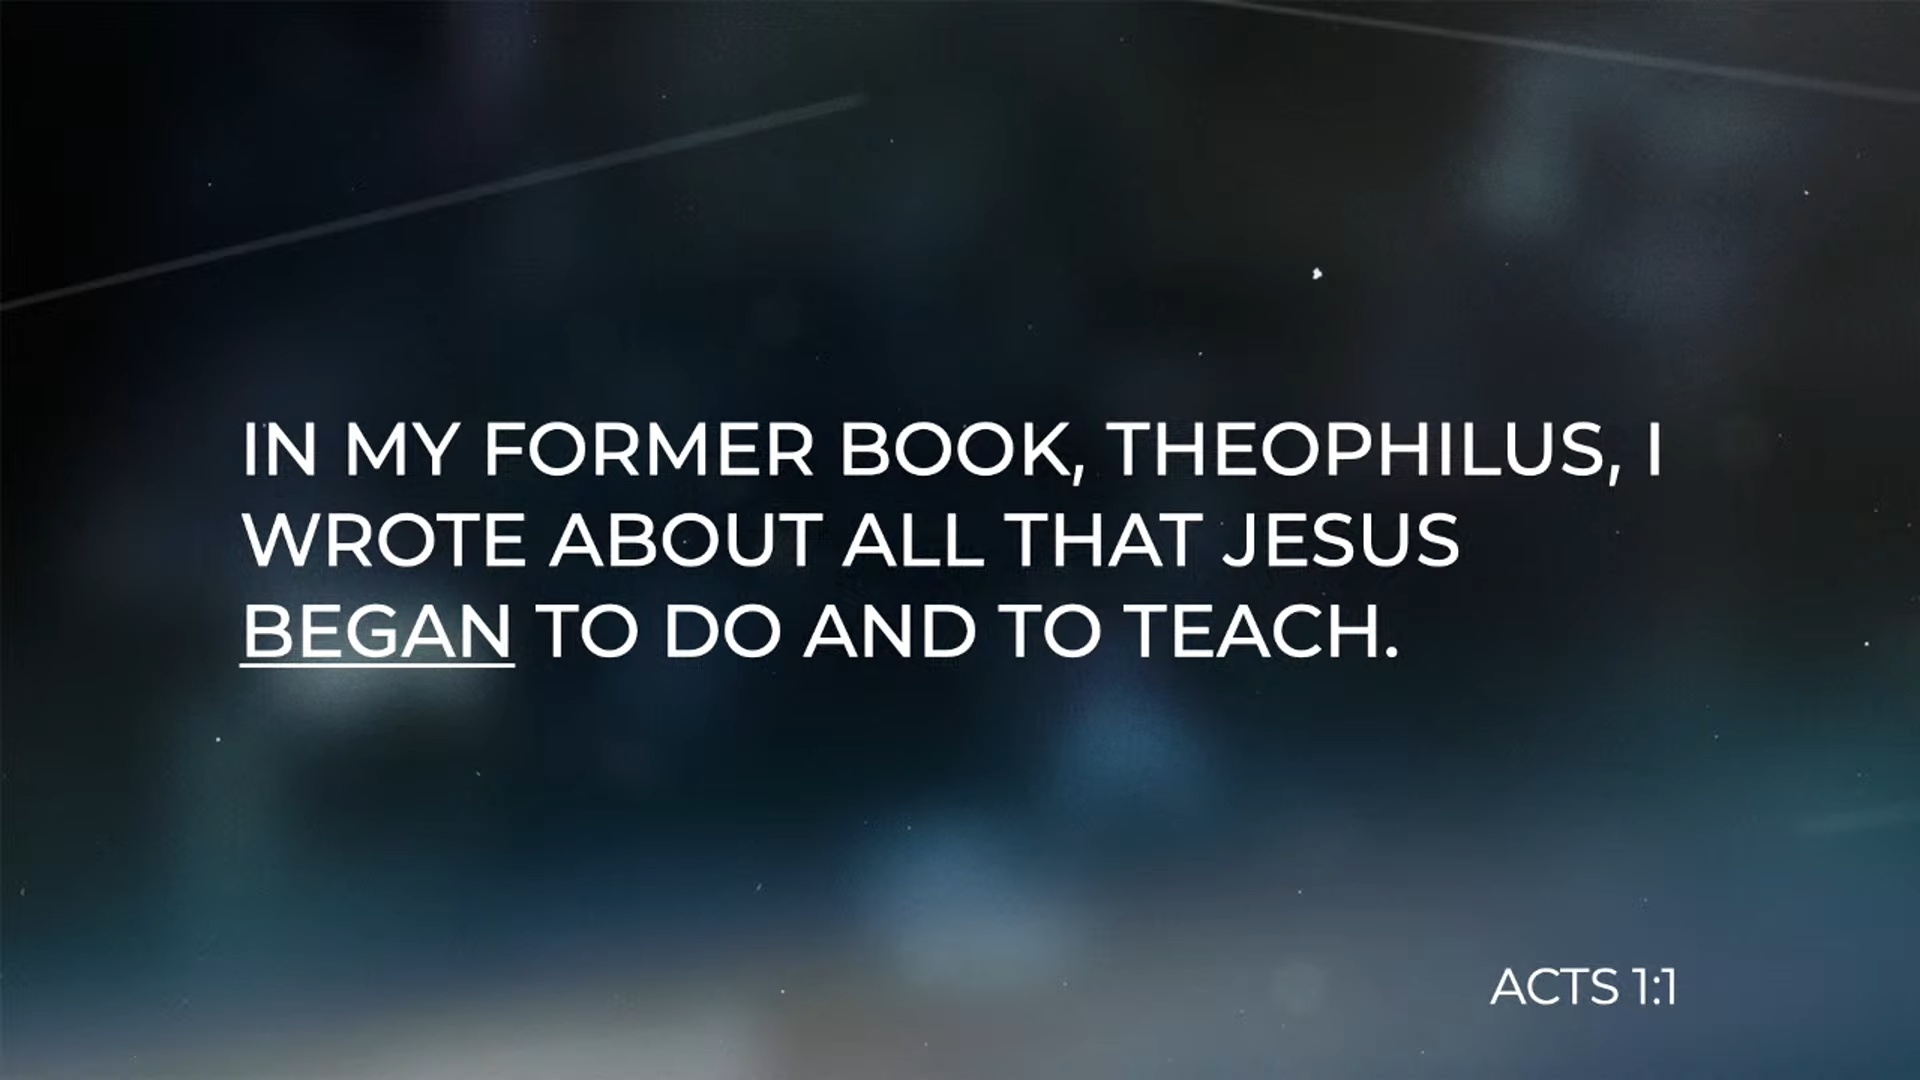 IN MY FORMER BOOK, THEOPHILUS, I
WROTE ABOUT ALL THAT JESUS
BEGAN TO DO AND TO TEACH.
ACTS 1:1